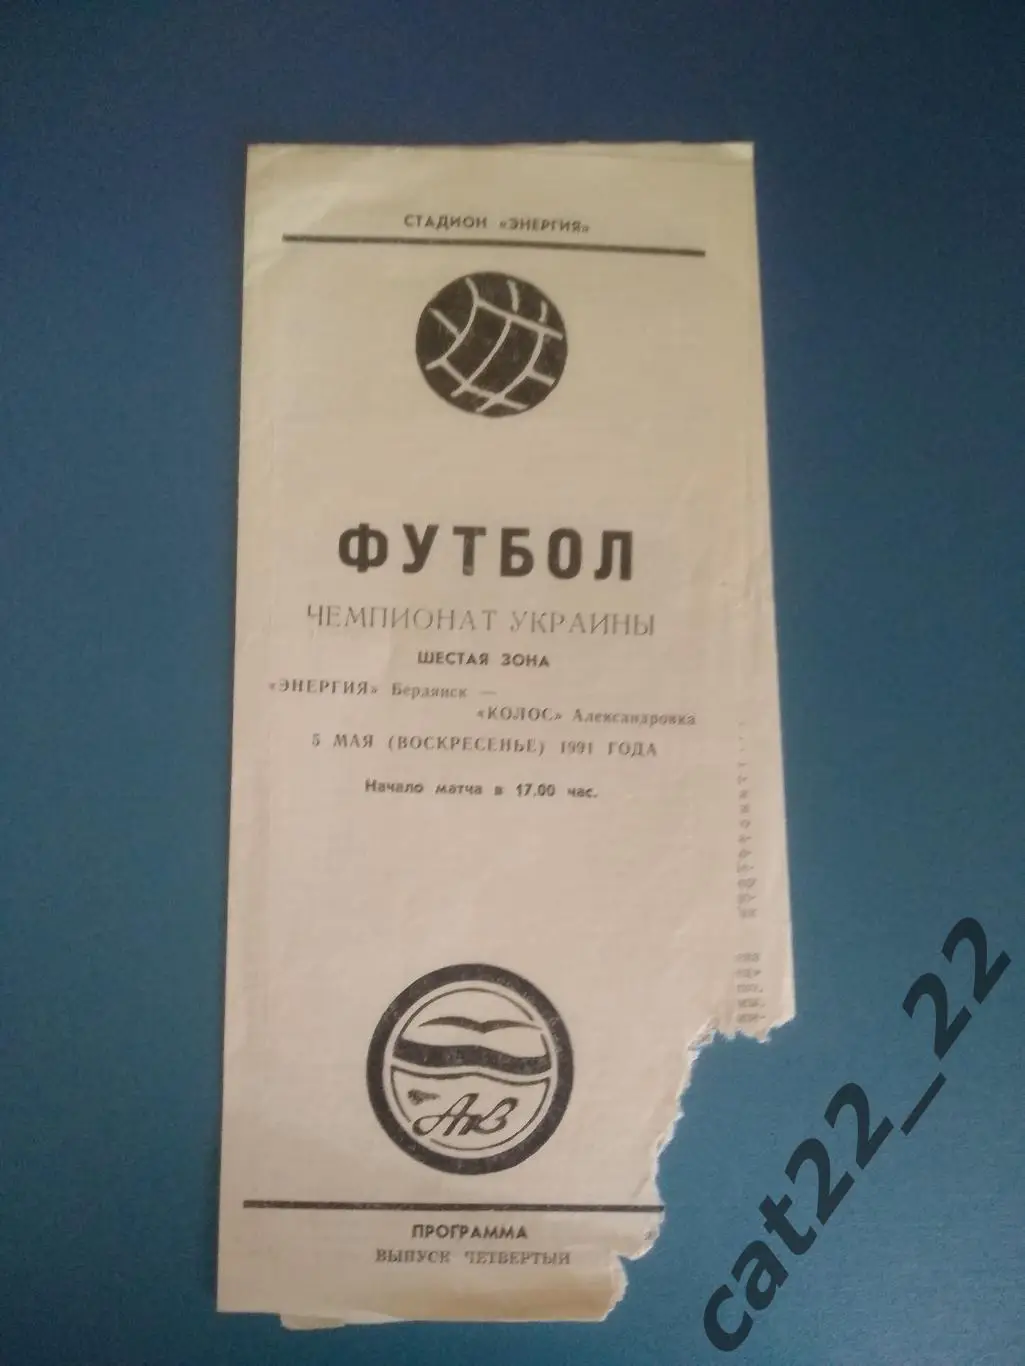 СТАДИОН «ЭНЕРГИЯ»
ФУТБОЛ
ЧЕМПИОНАТ УКРАИНЫ
ШЕСТАЯ ЗОНА
«ЭНЕРГИЯ» Бердянск —
«КОЛОС» Александровка
5 МАЯ (ВОСКРЕСЕНЬЕ) 1991 ГОДА
Начало матча в 17.00 час.
АпВ
ПРОГРАММА
ВЫПУСК ЧЕТВЕРТЫЙ
cat22_22